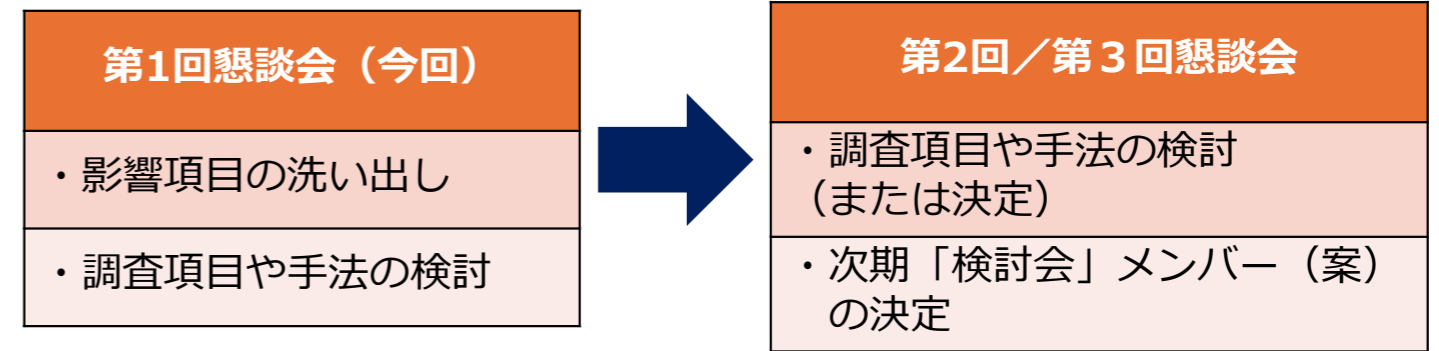 第1回懇談会（今回）
・影響項目の洗い出し
・調査項目や手法の検討
第2回／第３回懇談会
・調査項目や手法の検討
（または決定）
・次期「検討会」メンバー（案）
の決定